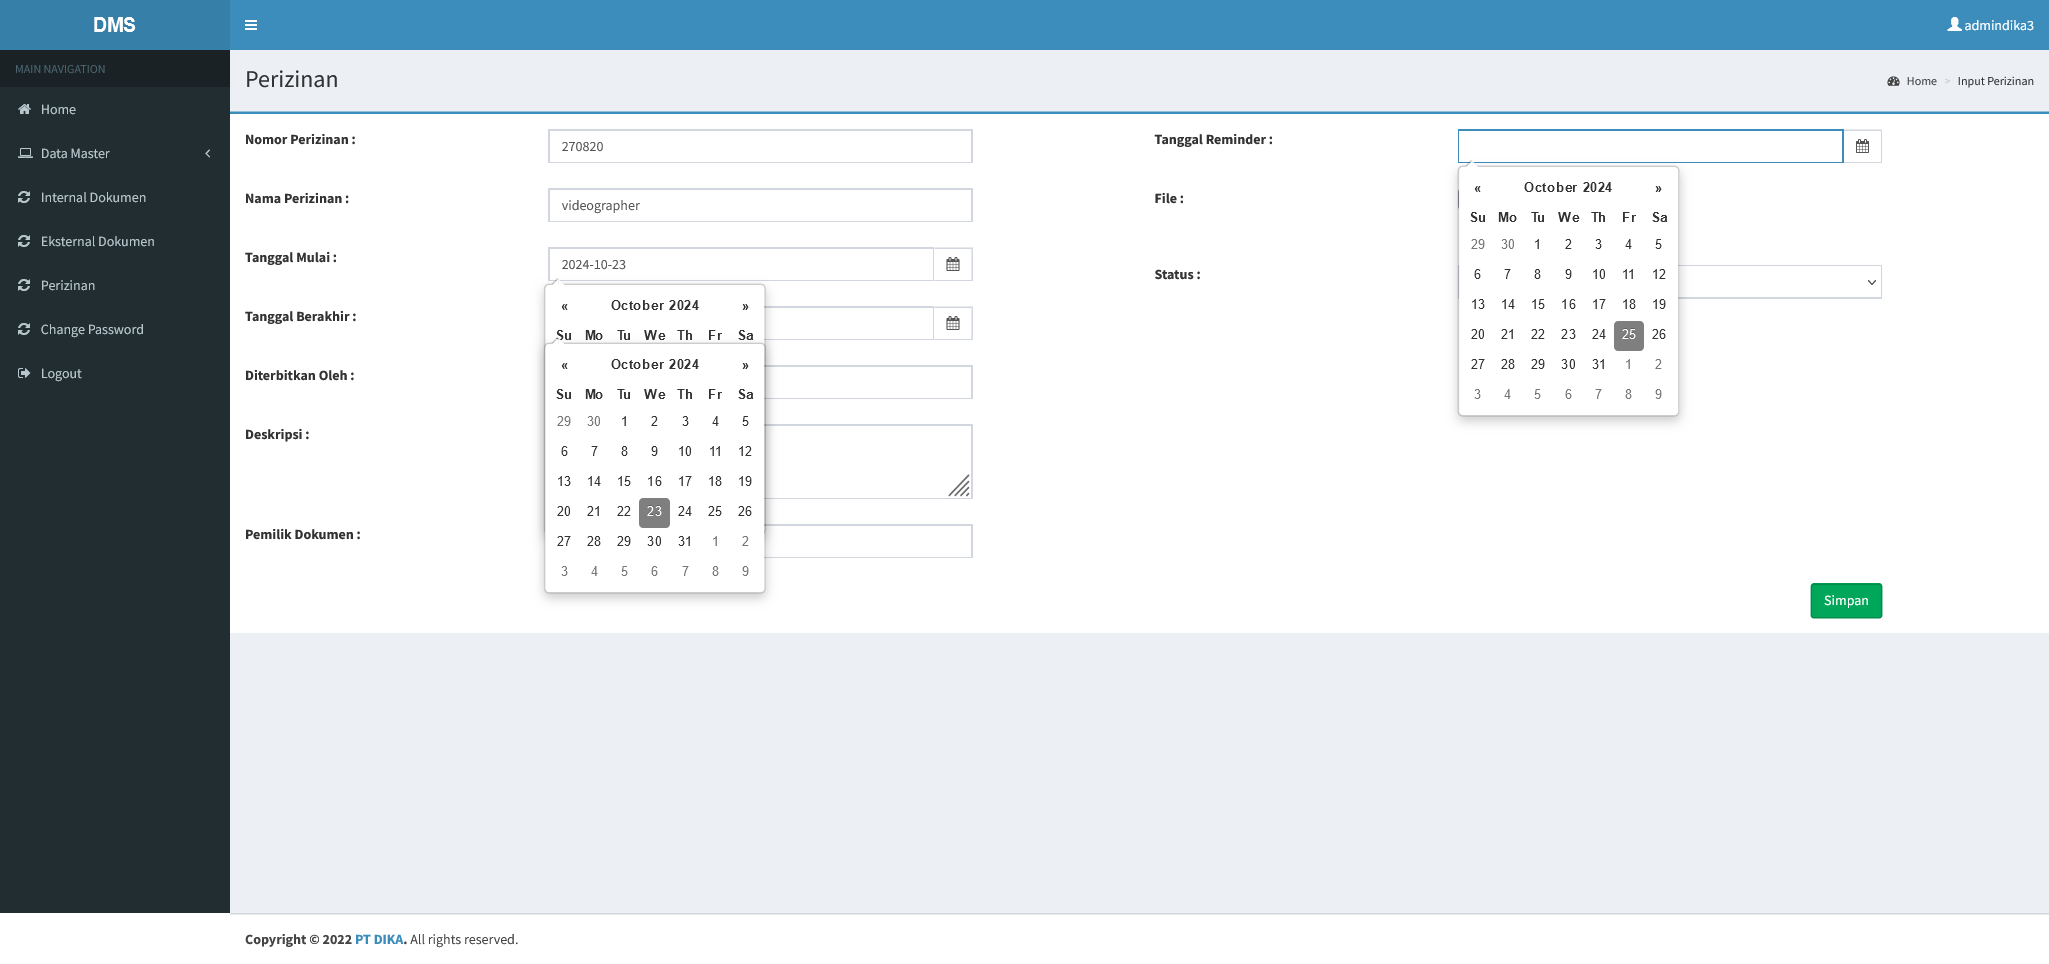 DMS
admindika3
MAIN NAVIGATION
Home
Data Master
Internal Dokumen
Eksternal Dokumen
Perizinan
Change Password
Logout
Perizinan
Home > Input Perizinan
Nomor Perizinan :
270820
Nama Perizinan :
videographer
Tanggal Mulai :
2024-10-23
« October 2024 »
Su Mo Tu We Th Fr Sa
Tanggal Berakhir :
« October 2024 »
Su Mo Tu We Th Fr Sa
29 30 1 2 3 4 5
6 7 8 9 10 11 12
13 14 15 16 17 18 19
20 21 22 23 24 25 26
27 28 29 30 31 1 2
3 4 5 6 7 8 9
Diterbitkan Oleh :
Deskripsi :
Pemilik Dokumen :
Tanggal Reminder :
« October 2024 »
Su Mo Tu We Th Fr Sa
29 30 1 2 3 4 5
6 7 8 9 10 11 12
13 14 15 16 17 18 19
20 21 22 23 24 25 26
27 28 29 30 31 1 2
3 4 5 6 7 8 9
File :
Status :
Simpan
Copyright © 2022 PT DIKA. All rights reserved.